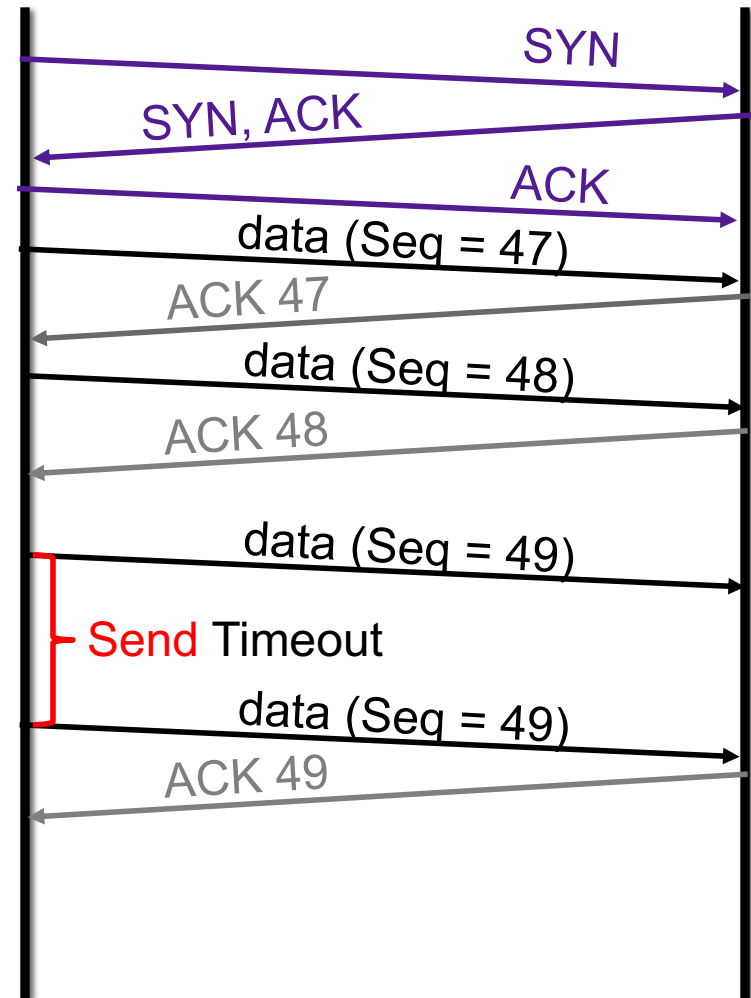 SYN
SYN, ACK
ACK
data (Seq = 47)
ACK 47
data (Seq = 48)
ACK 48
data (Seq = 49)
Send Timeout
data (Seq = 49)
ACK 49